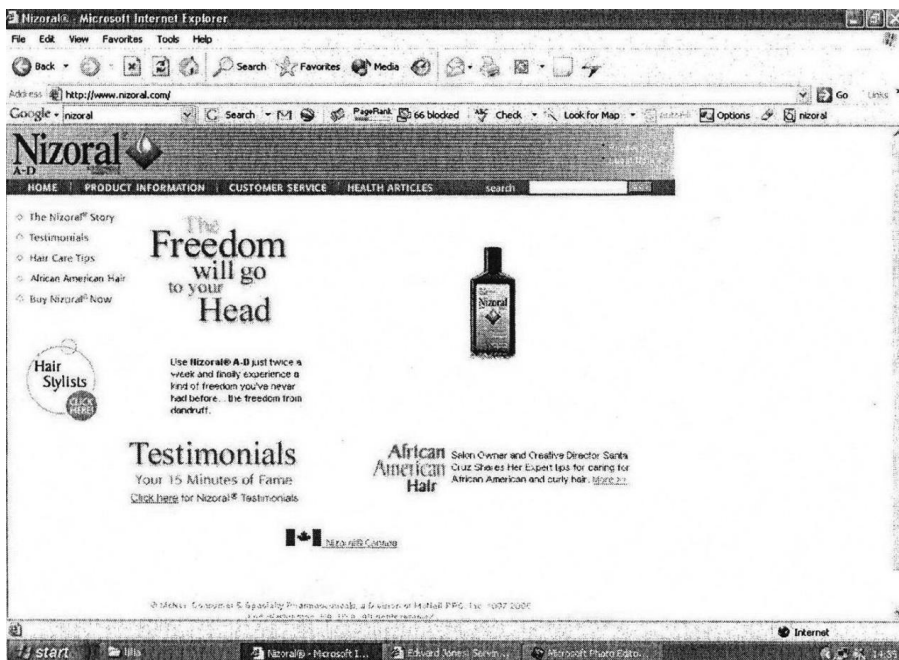 Nizoral® - Microsoft Internet Explorer
File Edit View Favorites Tools Help
Back Search Favorites Media
Address http://www.nizoral.com/ Go Links
Google nizoral Search PageRank 66 blocked Check Look for Map Options nizoral
Nizoral
A-D
HOME PRODUCT INFORMATION CUSTOMER SERVICE HEALTH ARTICLES search
The Nizoral® Story
Testimonials
Hair Care Tips
African American Hair
Buy Nizoral® Now
Hair
Stylists
CLICK
HERE!
The
Freedom
will go
to your
Head
Nizoral
Use Nizoral® A-D just twice a
week and finally experience a
kind of freedom you've never
had before... the freedom from
dandruff.
Testimonials
Your 15 Minutes of Fame
Click here for Nizoral® Testimonials
African
American
Hair
Salon Owner and Creative Director Santa
Cruz Shares Her Expert tips for caring for
African American and curly hair. More >>
Nizoral® Canada
Internet
start Nizoral® - Microsoft I... Edward Jones: Microsoft Photo Edito... 14:35